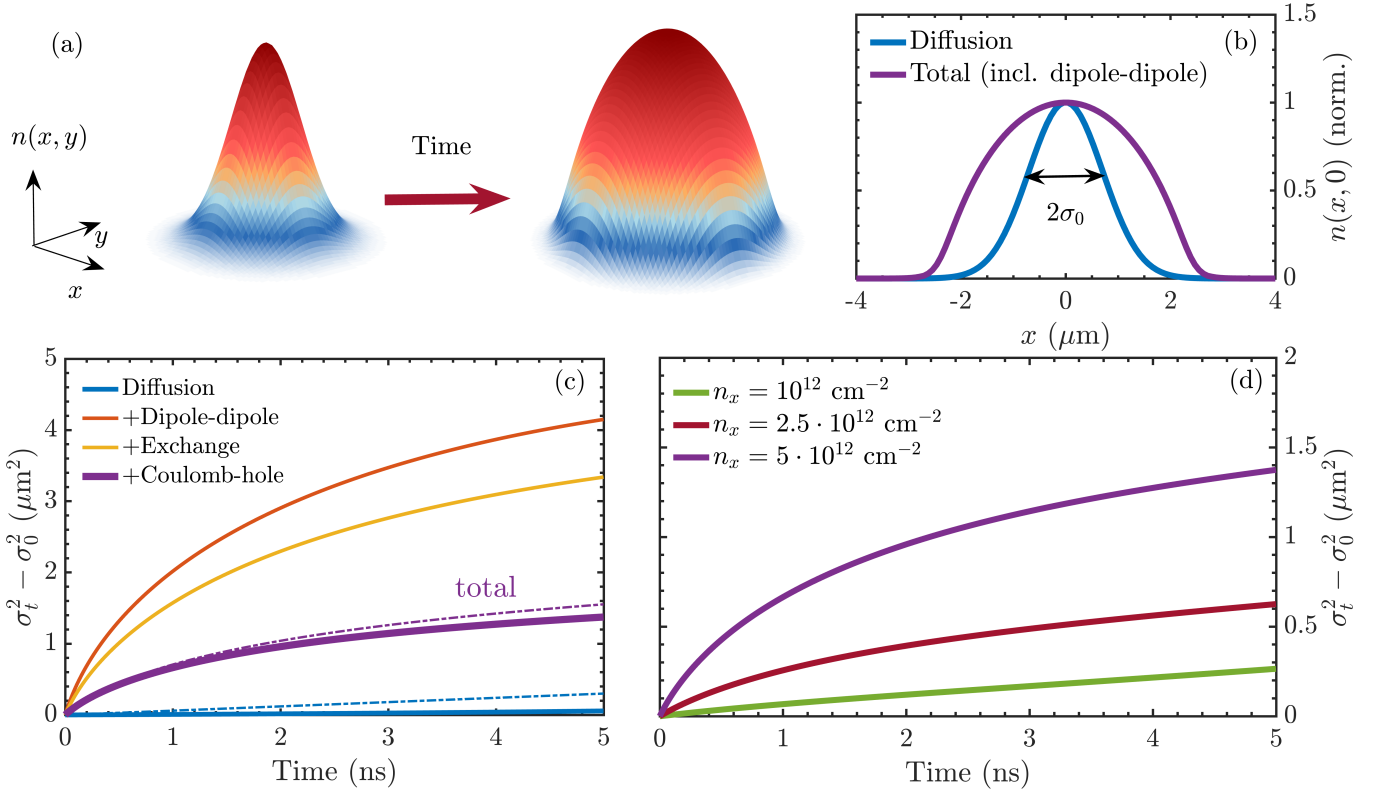 (a)
n(x, y)
y
x
Time
(b)
Diffusion
Total (incl. dipole-dipole)
2σ₀
1.5
1
0.5
0
n(x, 0) (norm.)
-4 -2 0 2 4
x (μm)
(c)
Diffusion
+Dipole-dipole
+Exchange
+Coulomb-hole
total
5
4
3
2
1
0
σₜ² − σ₀² (μm²)
0 1 2 3 4 5
Time (ns)
(d)
nₓ = 10¹² cm⁻²
nₓ = 2.5 · 10¹² cm⁻²
nₓ = 5 · 10¹² cm⁻²
2
1.5
1
0.5
0
σₜ² − σ₀² (μm²)
0 1 2 3 4 5
Time (ns)